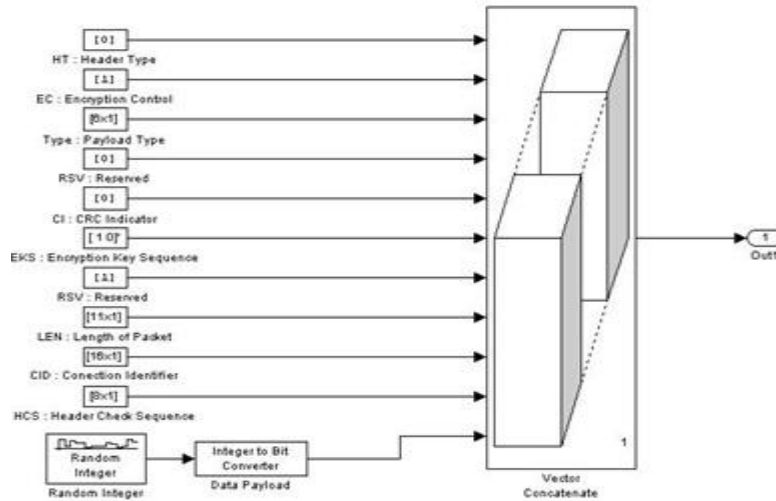 [0]
HT : Header Type
[1]
EC : Encryption Control
[6x1]
Type : Payload Type
[0]
RSV : Reserved
[0]
CI : CRC Indicator
[ 1 0]'
EKS : Encryption Key Sequence
[1]
RSV : Reserved
[11x1]
LEN : Length of Packet
[16x1]
CID : Conection Identifier
[8x1]
HCS : Header Check Sequence
Random
Integer
Random Integer
Integer to Bit
Converter
Data Payload
1
Vector
Concatenate
1
Out1